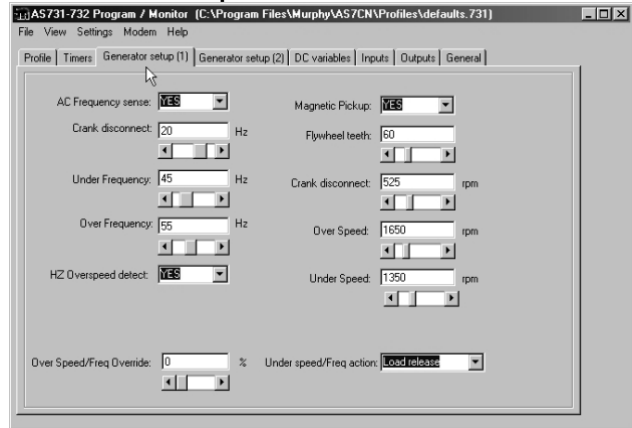 AS731-732 Program / Monitor (C:\Program Files\Murphy\AS7CN\Profiles\defaults.731)
File View Settings Modem Help
Profile Timers Generator setup (1) Generator setup (2) DC variables Inputs Outputs General
AC Frequency sense: YES Magnetic Pickup: YES
Crank disconnect: 20 Hz Flywheel teeth: 60
Under Frequency: 45 Hz Crank disconnect: 525 rpm
Over Frequency: 55 Hz Over Speed: 1650 rpm
HZ Overspeed detect: YES Under Speed: 1350 rpm
Over Speed/Freq Override: 0 % Under speed/Freq action: Load release